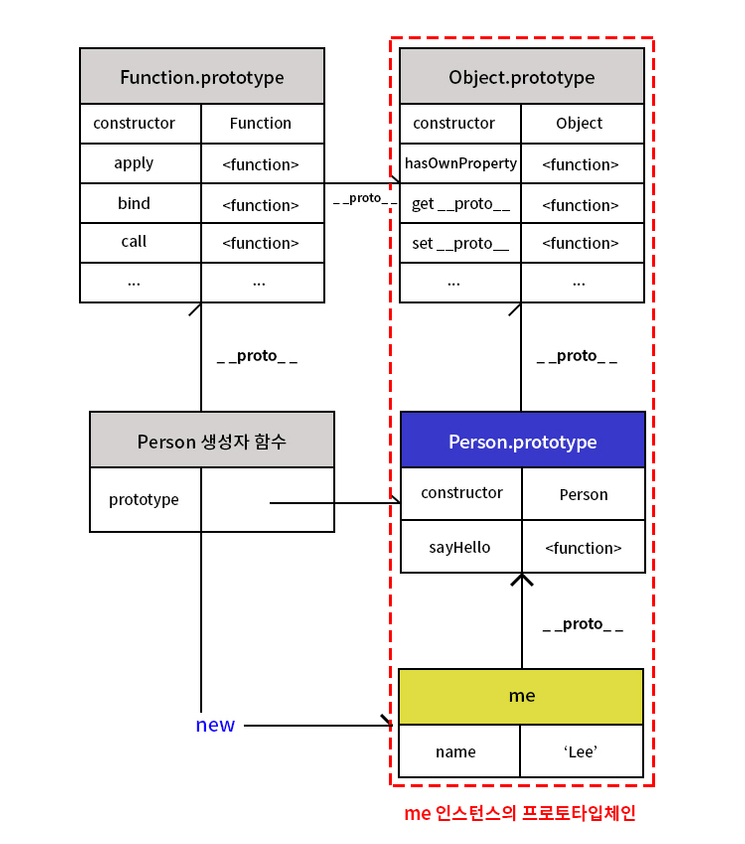 Function.prototype
constructor Function
apply <function>
bind <function>
call <function>
... ...
__proto__
Object.prototype
constructor Object
hasOwnProperty <function>
get __proto__ <function>
set __proto__ <function>
... ...
__proto__
__proto__
Person 생성자 함수
prototype
Person.prototype
constructor Person
sayHello <function>
__proto__
new
me
name ‘Lee’
me 인스턴스의 프로토타입체인